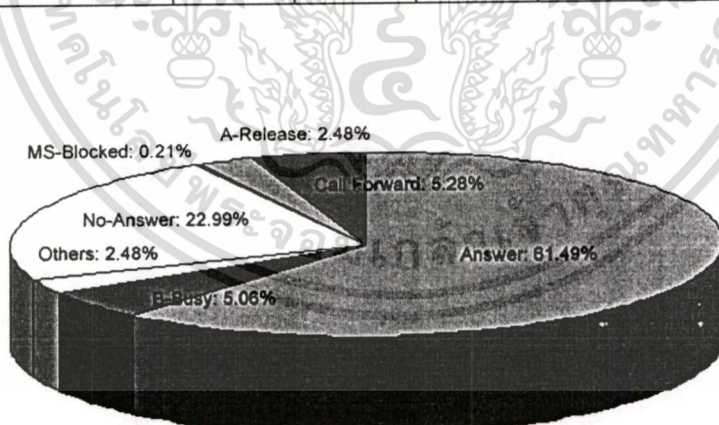 A-Release: 2.48%
MS-Blocked: 0.21%
Call Forward: 5.28%
No-Answer: 22.99%
Others: 2.48%
Answer: 61.49%
B-Busy: 5.06%